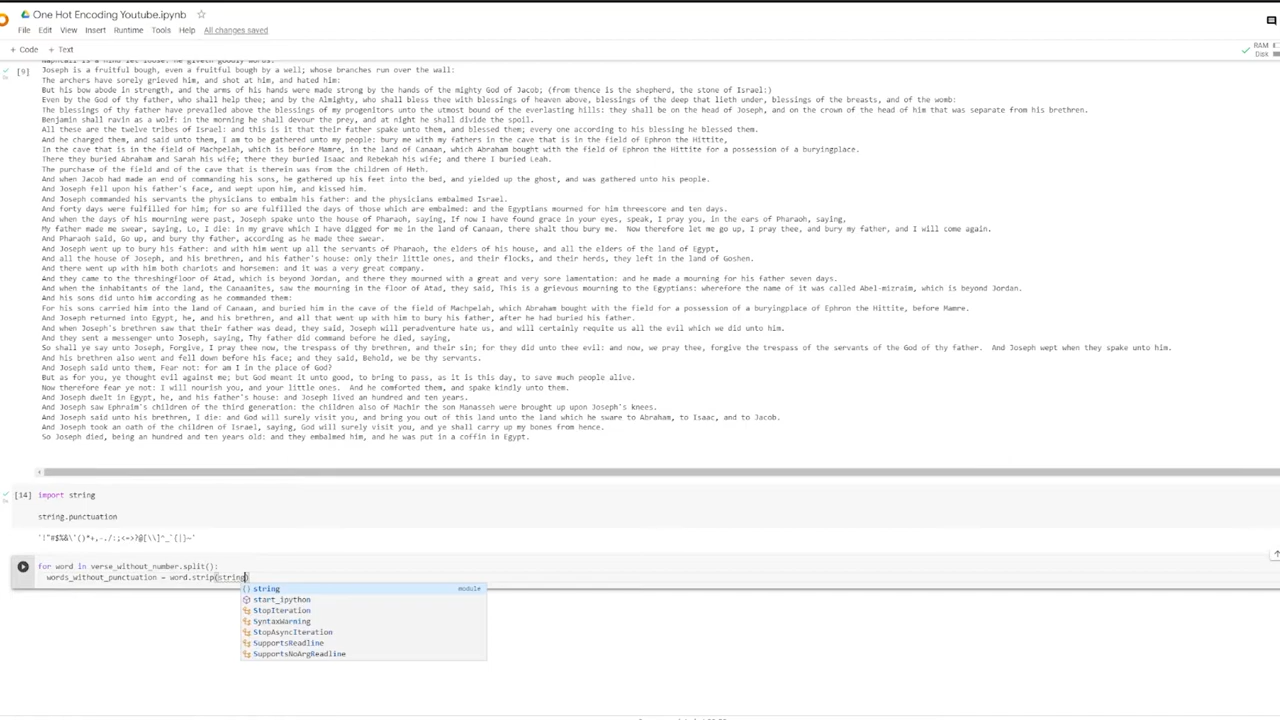 One Hot Encoding Youtube.ipynb
File Edit View Insert Runtime Tools Help All changes saved
+ Code + Text
RAM
Disk
[9]
Naphtali is a hind let loose: he giveth goodly words.
Joseph is a fruitful bough, even a fruitful bough by a well; whose branches run over the wall:
The archers have sorely grieved him, and shot at him, and hated him:
But his bow abode in strength, and the arms of his hands were made strong by the hands of the mighty God of Jacob; (from thence is the shepherd, the stone of Israel:)
Even by the God of thy father, who shall help thee; and by the Almighty, who shall bless thee with blessings of heaven above, blessings of the deep that lieth under, blessings of the breasts, and of the womb:
The blessings of thy father have prevailed above the blessings of my progenitors unto the utmost bound of the everlasting hills: they shall be on the head of Joseph, and on the crown of the head of him that was separate from his brethren.
Benjamin shall ravin as a wolf: in the morning he shall devour the prey, and at night he shall divide the spoil.
All these are the twelve tribes of Israel: and this is it that their father spake unto them, and blessed them; every one according to his blessing he blessed them.
And he charged them, and said unto them, I am to be gathered unto my people: bury me with my fathers in the cave that is in the field of Ephron the Hittite,
In the cave that is in the field of Machpelah, which is before Mamre, in the land of Canaan, which Abraham bought with the field of Ephron the Hittite for a possession of a buryingplace.
There they buried Abraham and Sarah his wife; there they buried Isaac and Rebekah his wife; and there I buried Leah.
The purchase of the field and of the cave that is therein was from the children of Heth.
And when Jacob had made an end of commanding his sons, he gathered up his feet into the bed, and yielded up the ghost, and was gathered unto his people.
And Joseph fell upon his father's face, and wept upon him, and kissed him.
And Joseph commanded his servants the physicians to embalm his father: and the physicians embalmed Israel.
And forty days were fulfilled for him; for so are fulfilled the days of those which are embalmed: and the Egyptians mourned for him threescore and ten days.
And when the days of his mourning were past, Joseph spake unto the house of Pharaoh, saying, If now I have found grace in your eyes, speak, I pray you, in the ears of Pharaoh, saying,
My father made me swear, saying, Lo, I die: in my grave which I have digged for me in the land of Canaan, there shalt thou bury me.  Now therefore let me go up, I pray thee, and bury my father, and I will come again.
And Pharaoh said, Go up, and bury thy father, according as he made thee swear.
And Joseph went up to bury his father: and with him went up all the servants of Pharaoh, the elders of his house, and all the elders of the land of Egypt,
And all the house of Joseph, and his brethren, and his father's house: only their little ones, and their flocks, and their herds, they left in the land of Goshen.
And there went up with him both chariots and horsemen: and it was a very great company.
And they came to the threshingfloor of Atad, which is beyond Jordan, and there they mourned with a great and very sore lamentation: and he made a mourning for his father seven days.
And when the inhabitants of the land, the Canaanites, saw the mourning in the floor of Atad, they said, This is a grievous mourning to the Egyptians: wherefore the name of it was called Abel-mizraim, which is beyond Jordan.
And his sons did unto him according as he commanded them:
For his sons carried him into the land of Canaan, and buried him in the cave of the field of Machpelah, which Abraham bought with the field for a possession of a buryingplace of Ephron the Hittite, before Mamre.
And Joseph returned into Egypt, he, and his brethren, and all that went up with him to bury his father, after he had buried his father.
And when Joseph's brethren saw that their father was dead, they said, Joseph will peradventure hate us, and will certainly requite us all the evil which we did unto him.
And they sent a messenger unto Joseph, saying, Thy father did command before he died, saying,
So shall ye say unto Joseph, Forgive, I pray thee now, the trespass of thy brethren, and their sin; for they did unto thee evil: and now, we pray thee, forgive the trespass of the servants of the God of thy father.  And Joseph wept when they spake unto him.
And his brethren also went and fell down before his face; and they said, Behold, we be thy servants.
And Joseph said unto them, Fear not: for am I in the place of God?
But as for you, ye thought evil against me; but God meant it unto good, to bring to pass, as it is this day, to save much people alive.
Now therefore fear ye not: I will nourish you, and your little ones.  And he comforted them, and spake kindly unto them.
And Joseph dwelt in Egypt, he, and his father's house: and Joseph lived an hundred and ten years.
And Joseph saw Ephraim's children of the third generation: the children also of Machir the son Manasseh were brought up upon Joseph's knees.
And Joseph said unto his brethren, I die: and God will surely visit you, and bring you out of this land unto the land which he sware to Abraham, to Isaac, and to Jacob.
And Joseph took an oath of the children of Israel, saying, God will surely visit you, and ye shall carry up my bones from hence.
So Joseph died, being an hundred and ten years old: and they embalmed him, and he was put in a coffin in Egypt.
[14] import string
string.punctuation
'!"#$%&\'()*+,-./:;<=>?@[\\]^_`{|}~'
for word in verse_without_number.split():
words_without_punctuation = word.strip(string)
string module
start_ipython
StopIteration
SyntaxWarning
StopAsyncIteration
SupportsReadline
SupportsNoArgReadline